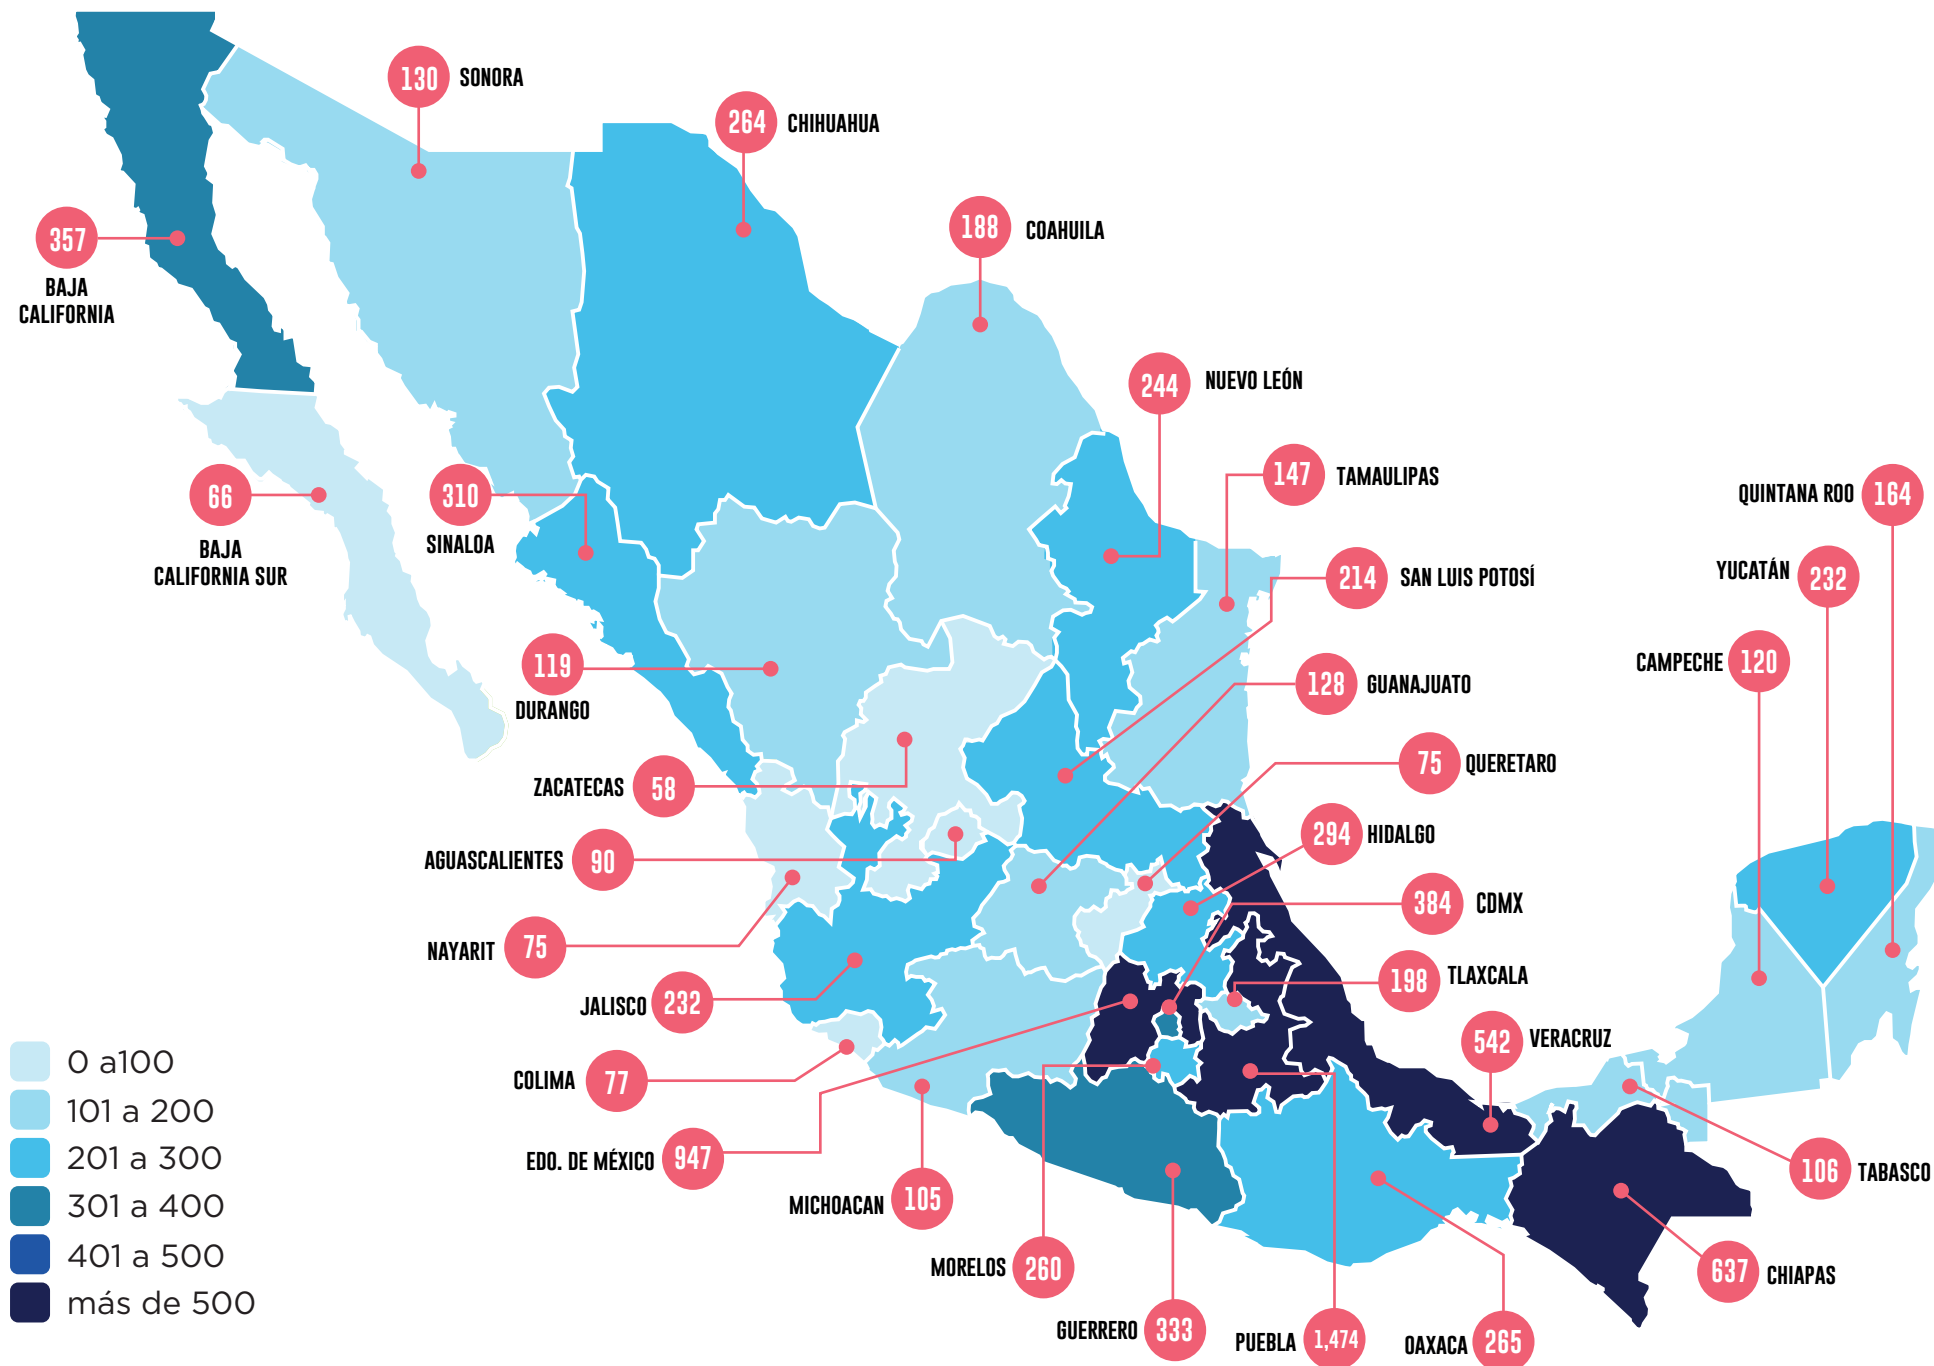 130 SONORA
264 CHIHUAHUA
357
BAJA
CALIFORNIA
188 COAHUILA
244 NUEVO LEÓN
66
BAJA
CALIFORNIA SUR
310
SINALOA
147 TAMAULIPAS
QUINTANA ROO 164
214 SAN LUIS POTOSÍ
YUCATÁN 232
119
DURANGO
128 GUANAJUATO
CAMPECHE 120
ZACATECAS 58
75 QUERETARO
AGUASCALIENTES 90
294 HIDALGO
384 CDMX
NAYARIT 75
198 TLAXCALA
JALISCO 232
542 VERACRUZ
COLIMA 77
EDO. DE MÉXICO 947
106 TABASCO
MICHOACAN 105
MORELOS 260
637 CHIAPAS
GUERRERO 333
PUEBLA 1,474
OAXACA 265
0 a100
101 a 200
201 a 300
301 a 400
401 a 500
más de 500